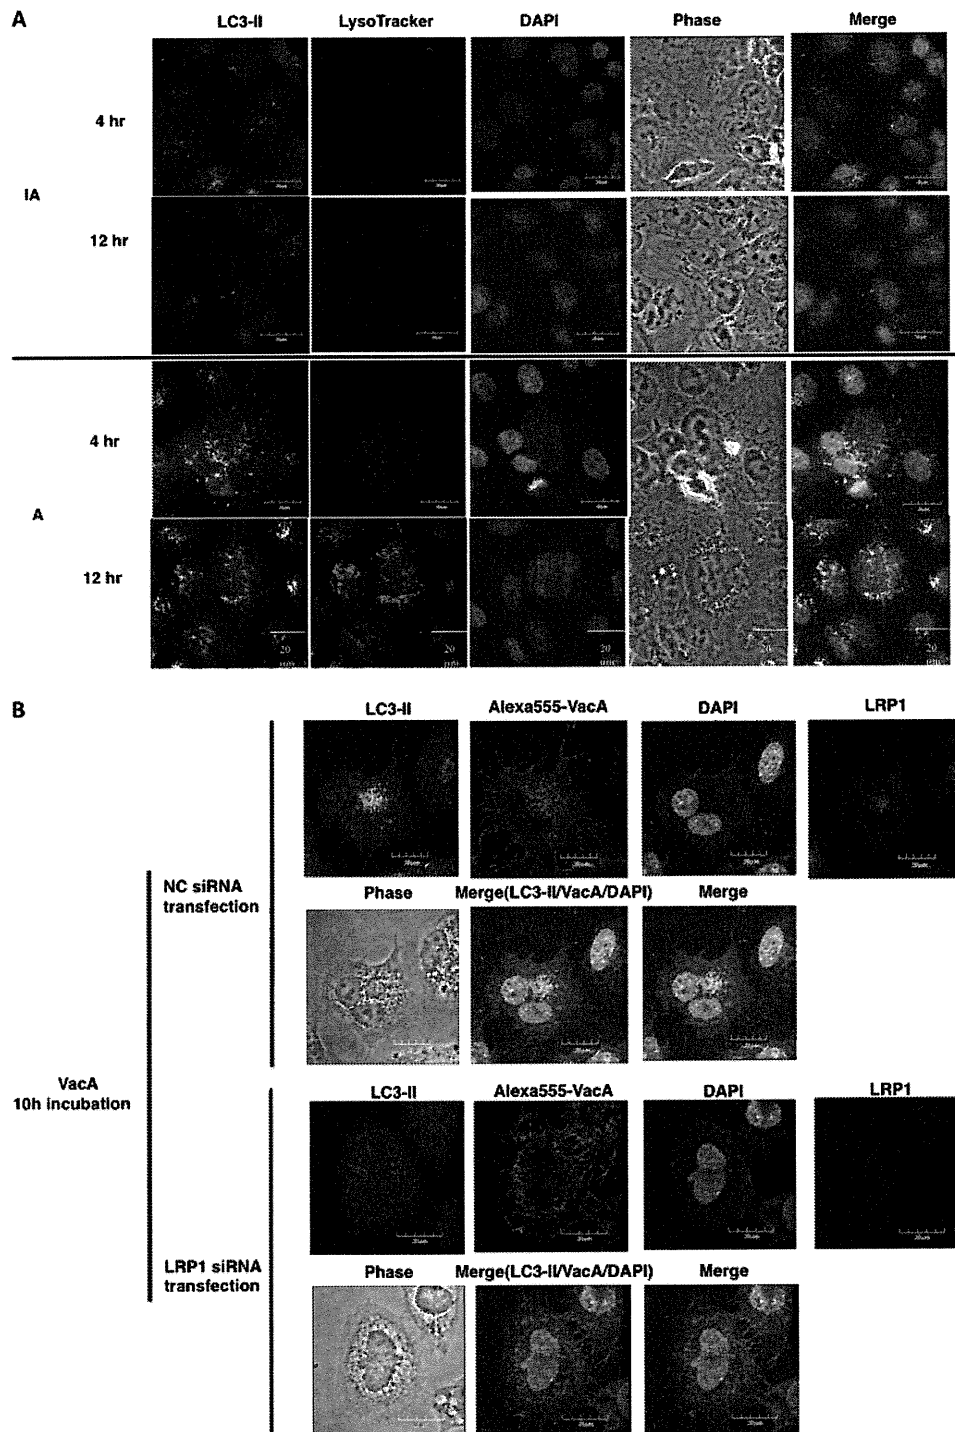 A
LC3-II LysoTracker DAPI Phase Merge
4 hr
IA
12 hr
4 hr
A
12 hr
20 20 20 20 20
B
LC3-II Alexa555-VacA DAPI LRP1
NC siRNA
transfection
Phase Merge(LC3-II/VacA/DAPI) Merge
VacA
10h incubation
LC3-II Alexa555-VacA DAPI LRP1
LRP1 siRNA
transfection
Phase Merge(LC3-II/VacA/DAPI) Merge